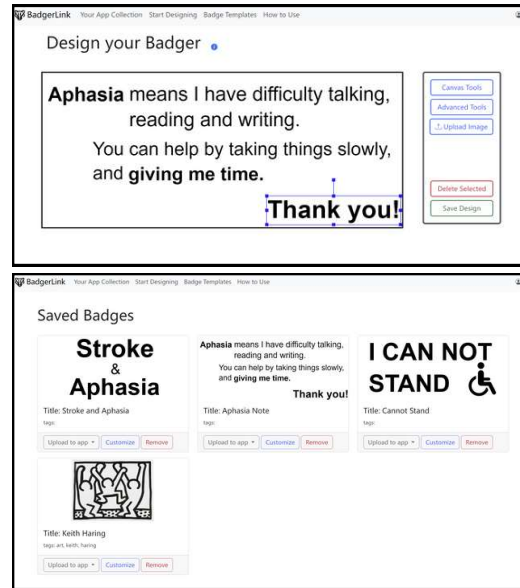 BadgerLink Your App Collection Start Designing Badge Templates How to Use
Design your Badger
Aphasia means I have difficulty talking,
reading and writing.
You can help by taking things slowly,
and giving me time.
Thank you!
Canvas Tools
Advanced Tools
Upload Image
Delete Selected
Save Design
BadgerLink Your App Collection Start Designing Badge Templates How to Use
Saved Badges
Stroke
&
Aphasia
Title: Stroke and Aphasia
tags:
Upload to app Customize Remove
Aphasia means I have difficulty talking,
reading and writing.
You can help by taking things slowly,
and giving me time.
Thank you!
Title: Aphasia Note
tags:
Upload to app Customize Remove
I CAN NOT
STAND
Title: Cannot Stand
tags:
Upload to app Customize Remove
Title: Keith Haring
tags: art, keith, haring
Upload to app Customize Remove